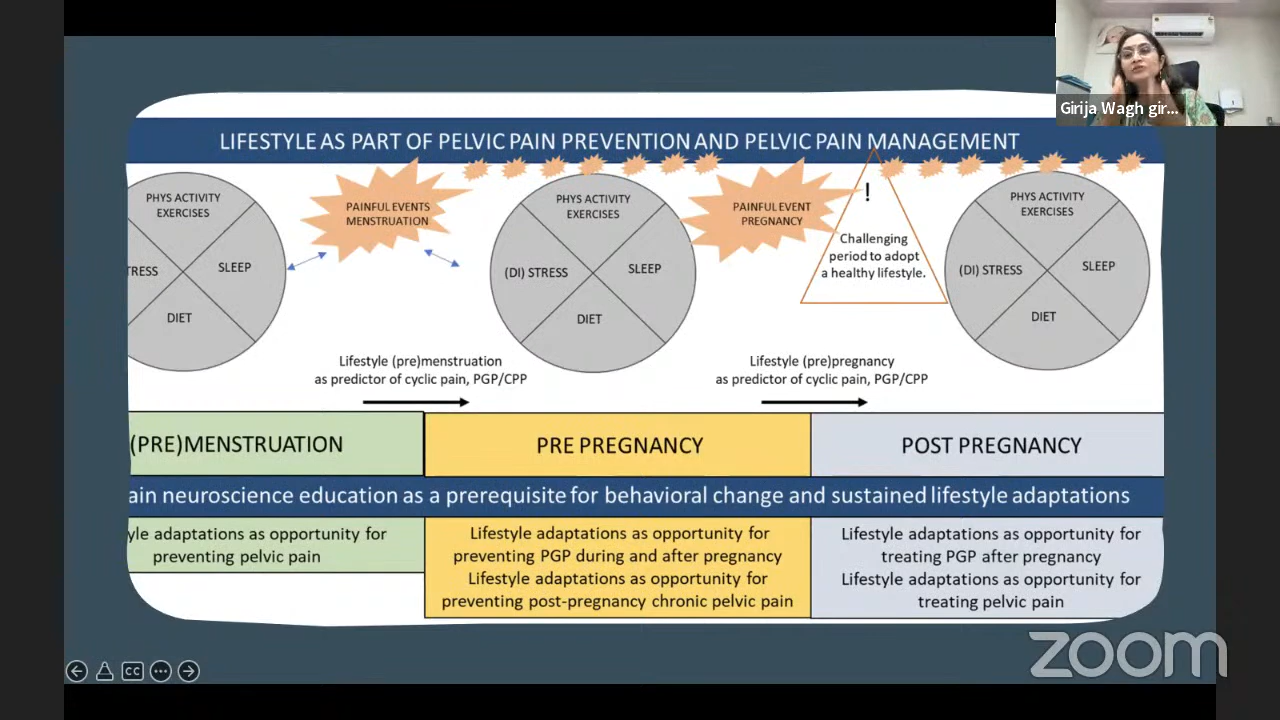 Girija Wagh gir...
LIFESTYLE AS PART OF PELVIC PAIN PREVENTION AND PELVIC PAIN MANAGEMENT
PHYS ACTIVITY
EXERCISES
TRESS
SLEEP
DIET
PAINFUL EVENTS
MENSTRUATION
PHYS ACTIVITY
EXERCISES
(DI) STRESS
SLEEP
DIET
PAINFUL EVENT
PREGNANCY
!
Challenging
period to adopt
a healthy lifestyle.
PHYS ACTIVITY
EXERCISES
(DI) STRESS
SLEEP
DIET
Lifestyle (pre)menstruation
as predictor of cyclic pain, PGP/CPP
Lifestyle (pre)pregnancy
as predictor of cyclic pain, PGP/CPP
(PRE)MENSTRUATION
PRE PREGNANCY
POST PREGNANCY
ain neuroscience education as a prerequisite for behavioral change and sustained lifestyle adaptations
yle adaptations as opportunity for
preventing pelvic pain
Lifestyle adaptations as opportunity for
preventing PGP during and after pregnancy
Lifestyle adaptations as opportunity for
preventing post-pregnancy chronic pelvic pain
Lifestyle adaptations as opportunity for
treating PGP after pregnancy
Lifestyle adaptations as opportunity for
treating pelvic pain
CC
zoom